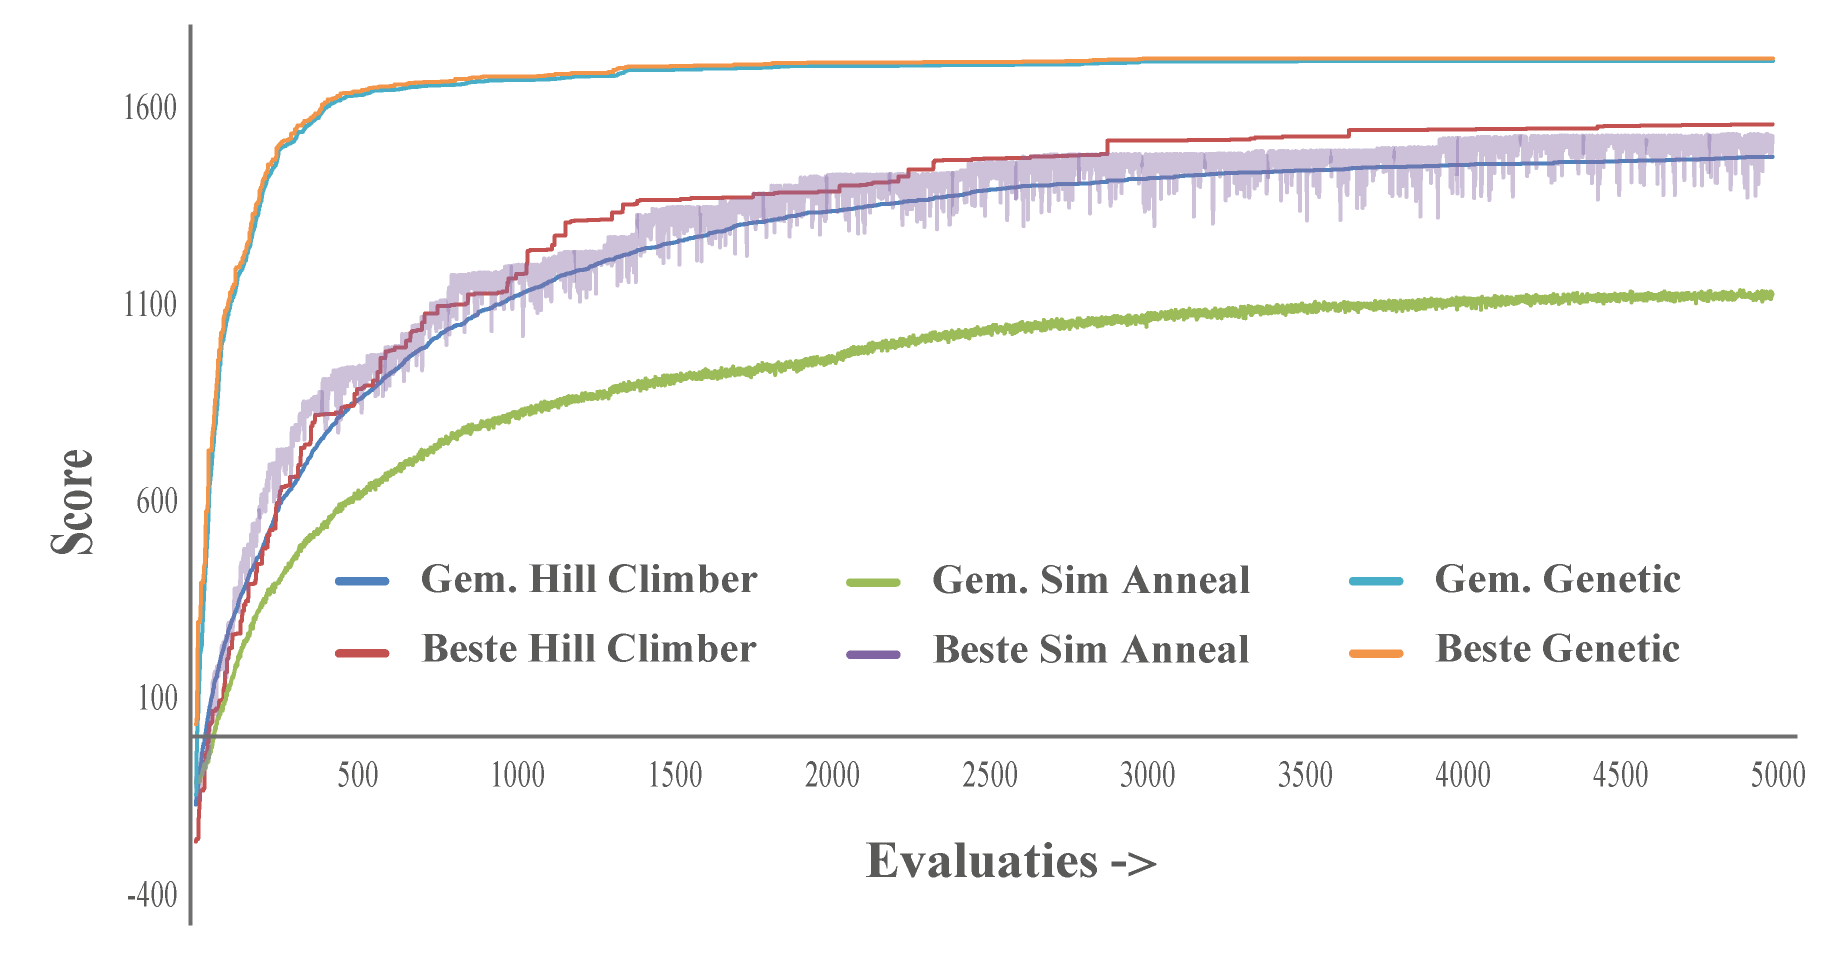 1600
1100
600
100
-400
Score
Gem. Hill Climber
Gem. Sim Anneal
Gem. Genetic
Beste Hill Climber
Beste Sim Anneal
Beste Genetic
500 1000 1500 2000 2500 3000 3500 4000 4500 5000
Evaluaties ->